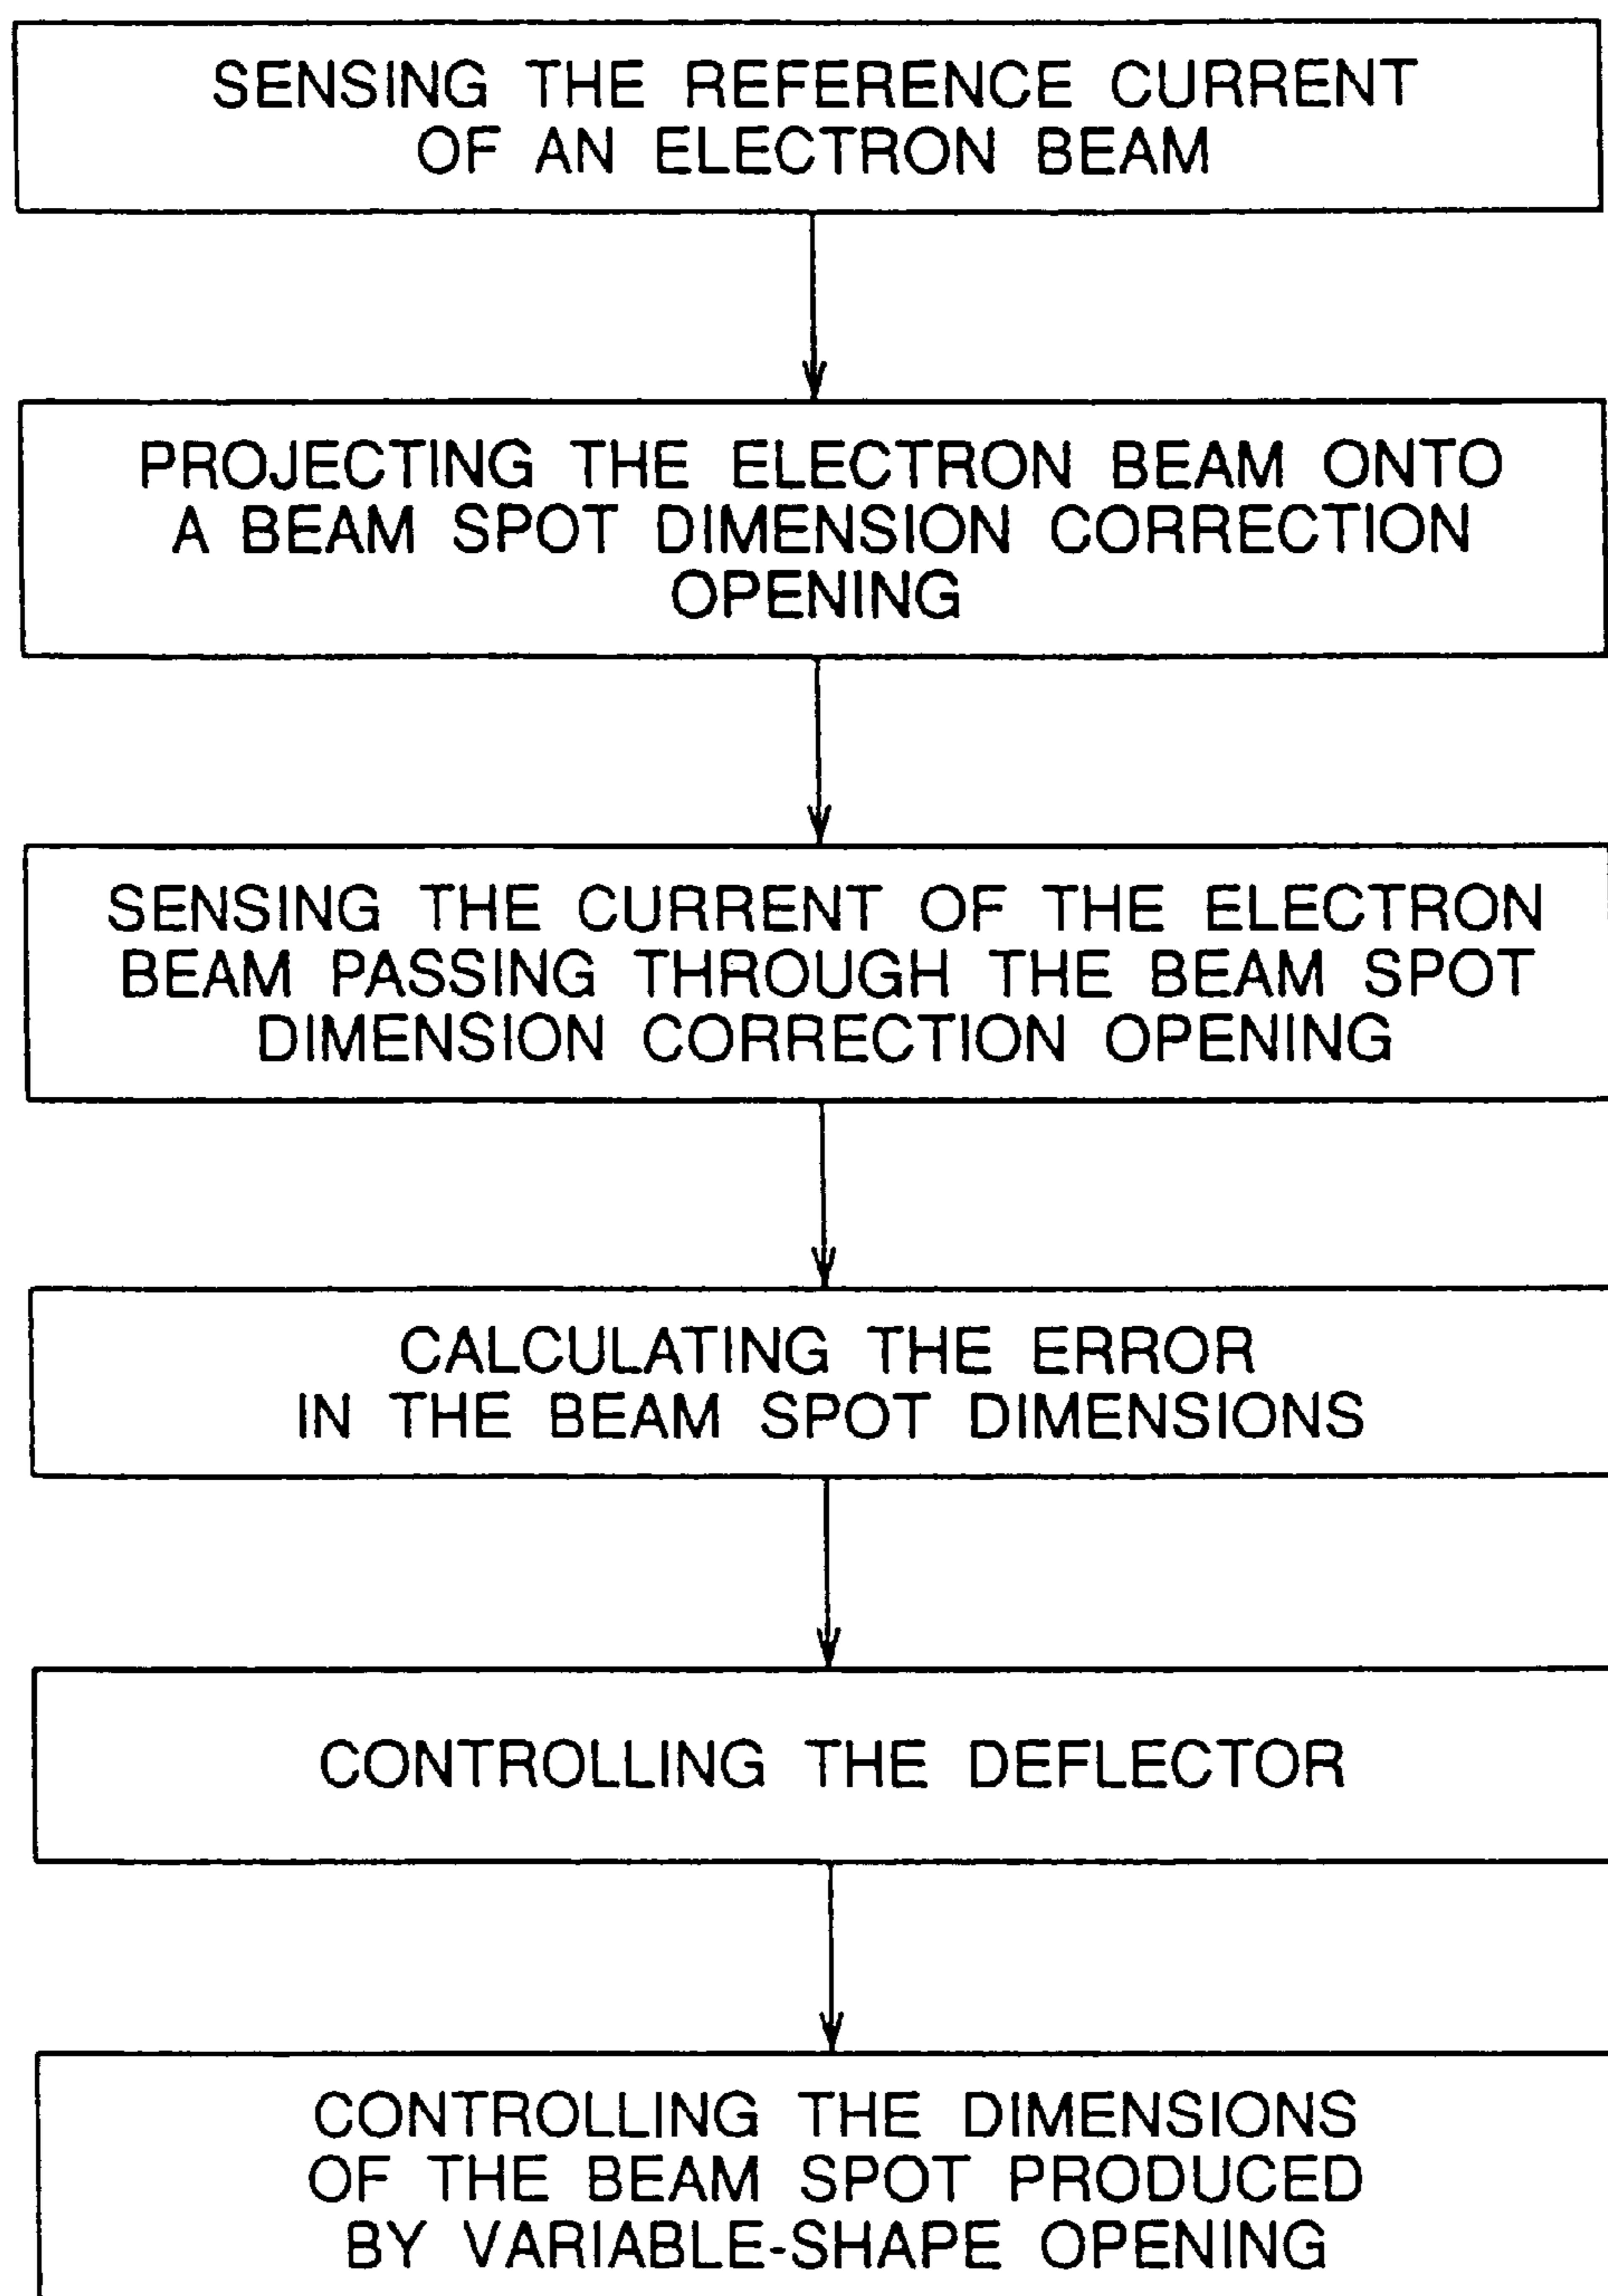 SENSING THE REFERENCE CURRENT
OF AN ELECTRON BEAM
PROJECTING THE ELECTRON BEAM ONTO
A BEAM SPOT DIMENSION CORRECTION
OPENING
SENSING THE CURRENT OF THE ELECTRON
BEAM PASSING THROUGH THE BEAM SPOT
DIMENSION CORRECTION OPENING
CALCULATING THE ERROR
IN THE BEAM SPOT DIMENSIONS
CONTROLLING THE DEFLECTOR
CONTROLLING THE DIMENSIONS
OF THE BEAM SPOT PRODUCED
BY VARIABLE-SHAPE OPENING